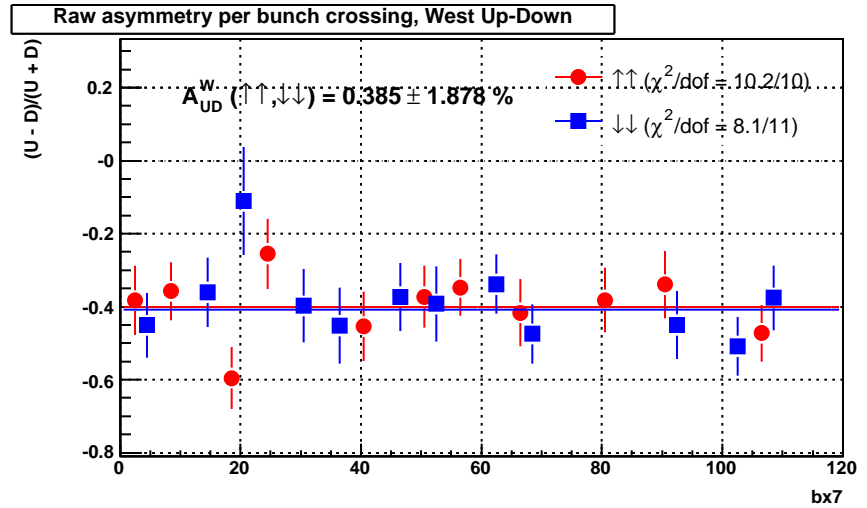 Raw asymmetry per bunch crossing, West Up-Down
(U - D)/(U + D)
A_UD^W (↑↑,↓↓) = 0.385 ± 1.878 %
↑↑ (χ²/dof = 10.2/10)
↓↓ (χ²/dof = 8.1/11)
0.2
-0
-0.2
-0.4
-0.6
-0.8
0 20 40 60 80 100 120
bx7